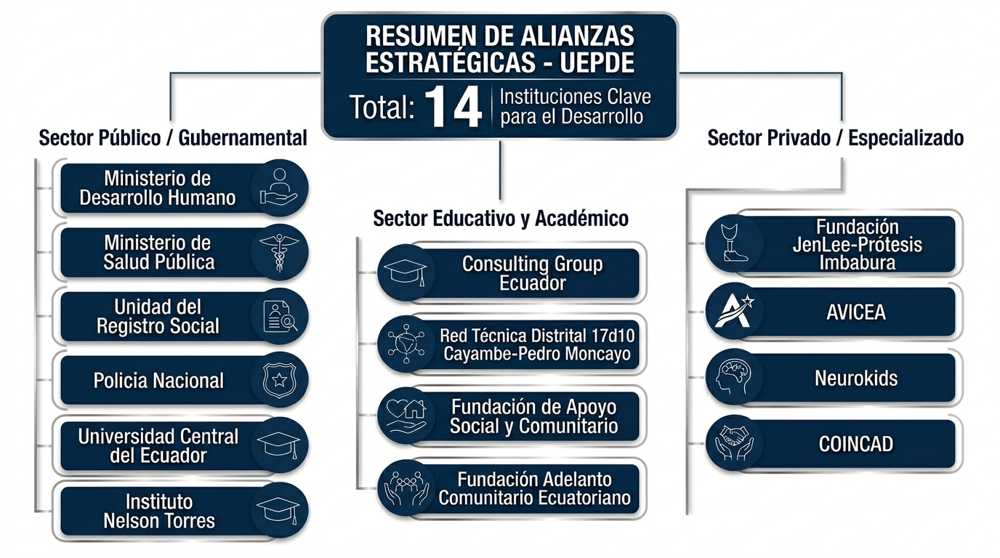 RESUMEN DE ALIANZAS
ESTRATÉGICAS - UEPDE
Total: 14
Instituciones Clave
para el Desarrollo
Sector Público / Gubernamental
Ministerio de
Desarrollo Humano
Ministerio de
Salud Pública
Unidad del
Registro Social
Policia Nacional
Universidad Central
del Ecuador
Instituto
Nelson Torres
Sector Educativo y Académico
Consulting Group
Ecuador
Red Técnica Distrital 17d10
Cayambe-Pedro Moncayo
Fundación de Apoyo
Social y Comunitario
Fundación Adelanto
Comunitario Ecuatoriano
Sector Privado / Especializado
Fundación
JenLee-Prótesis
Imbabura
AVICEA
Neurokids
COINCAD